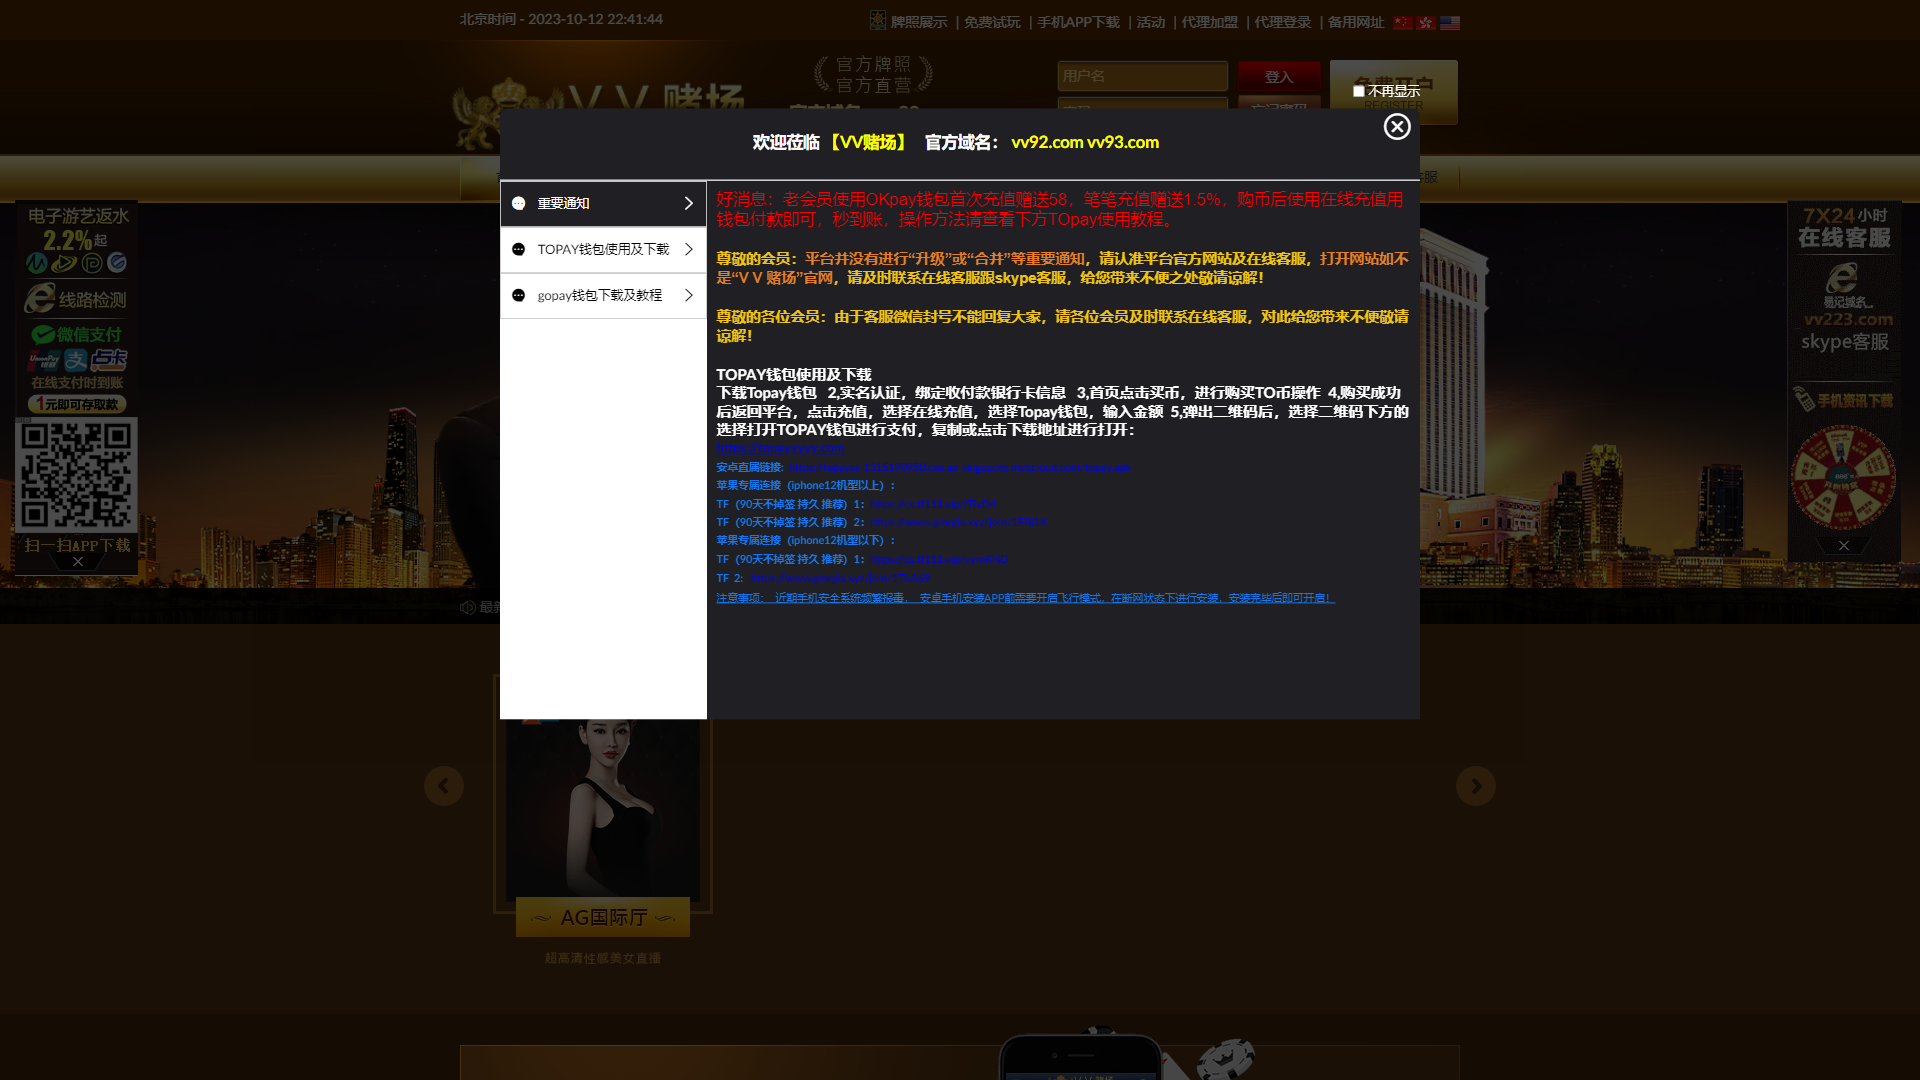 北京时间 - 2023-10-12 22:41:44
牌照展示 | 免费试玩 | 手机APP下载 | 活动 | 代理加盟 | 代理登录 | 备用网址
官方牌照
官方直营
V V 赌场
用户名
登入
免费开户
REGISTER
不再显示
忘记密码
欢迎莅临 【VV赌场】 官方域名： vv92.com vv93.com
重要通知
TOPAY钱包使用及下载
gopay钱包下载及教程
好消息：老会员使用OKpay钱包首次充值赠送58，笔笔充值赠送1.5%，购币后使用在线充值用
钱包付款即可，秒到账，操作方法请查看下方TOpay使用教程。
尊敬的会员：平台并没有进行“升级”或“合并”等重要通知，请认准平台官方网站及在线客服，打开网站如不
是“V V 赌场”官网，请及时联系在线客服跟skype客服，给您带来不便之处敬请谅解！
尊敬的各位会员：由于客服微信封号不能回复大家，请各位会员及时联系在线客服，对此给您带来不便敬请
谅解！
TOPAY钱包使用及下载
下载Topay钱包 2,实名认证，绑定收付款银行卡信息 3,首页点击买币，进行购买TO币操作 4,购买成功
后返回平台，点击充值，选择在线充值，选择Topay钱包，输入金额 5,弹出二维码后，选择二维码下方的
选择打开TOPAY钱包进行支付，复制或点击下载地址进行打开：
安卓直属链接:
苹果专属连接（iphone12机型以上）:
TF（90天不掉签 持久 推荐）1：
TF（90天不掉签 持久 推荐）2：
苹果专属连接（iphone12机型以下）:
TF（90天不掉签 持久 推荐）1：
TF 2:
注意事项： 近期手机安全系统频繁报毒， 安卓手机安装APP前需要开启飞行模式，在断网状态下进行安装，安装完毕后即可开启！
电子游艺返水
2.2%起
线路检测
微信支付
UnionPay
银联
支
点卡
在线支付时到账
1元即可存取款
扫一扫APP下载
7X24小时
在线客服
易记域名
vv223.com
skype客服
手机资讯下载
最新
AG国际厅
超高清性感美女直播